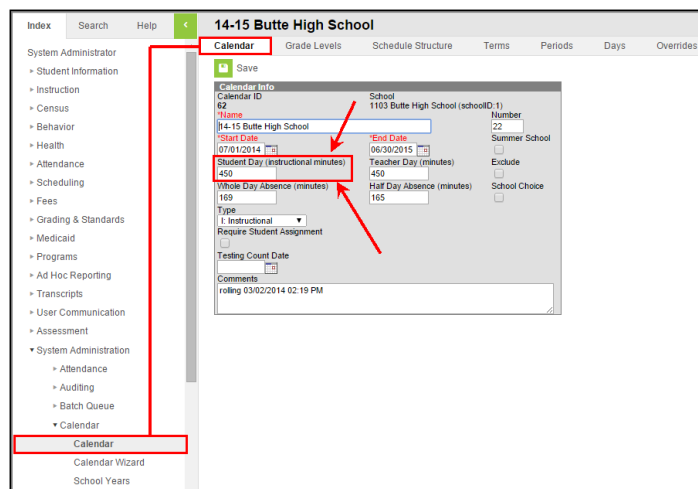 Index Search Help
14-15 Butte High School
System Administrator
Student Information
Instruction
Census
Behavior
Health
Attendance
Scheduling
Fees
Grading & Standards
Medicaid
Programs
Ad Hoc Reporting
Transcripts
User Communication
Assessment
System Administration
Attendance
Auditing
Batch Queue
Calendar
Calendar
Calendar Wizard
School Years
Calendar Grade Levels Schedule Structure Terms Periods Days Overrides
Save
Calendar Info
Calendar ID School
62 1103 Butte High School (schoolID:1)
*Name Number
14-15 Butte High School 22
*Start Date *End Date Summer School
07/01/2014 06/30/2015
Student Day (instructional minutes) Teacher Day (minutes) Exclude
450 450
Whole Day Absence (minutes) Half Day Absence (minutes) School Choice
169 165
Type
I: Instructional
Require Student Assignment
Testing Count Date
Comments
rolling 03/02/2014 02:19 PM